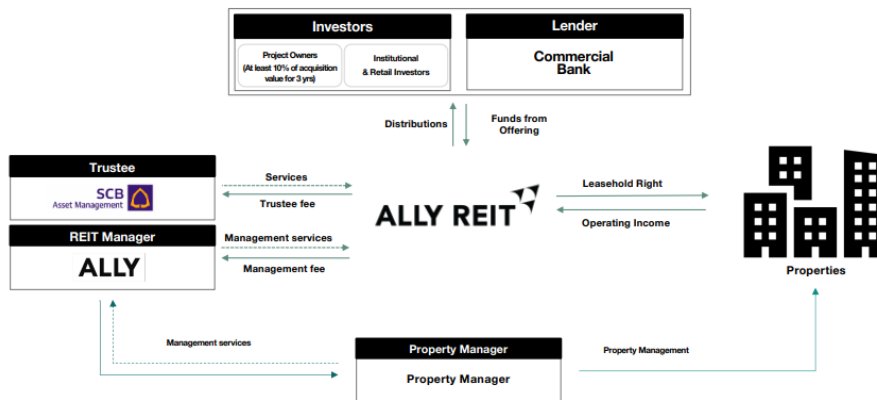 Investors
Lender
Project Owners
(At least 10% of acquisition
value for 3 yrs)
Institutional
& Retail Investors
Commercial
Bank
Distributions
Funds from
Offering
Trustee
SCB
Asset Management
Services
Trustee fee
ALLY REIT
Leasehold Right
Operating Income
REIT Manager
ALLY
Management services
Management fee
Properties
Management services
Property Manager
Property Manager
Property Management